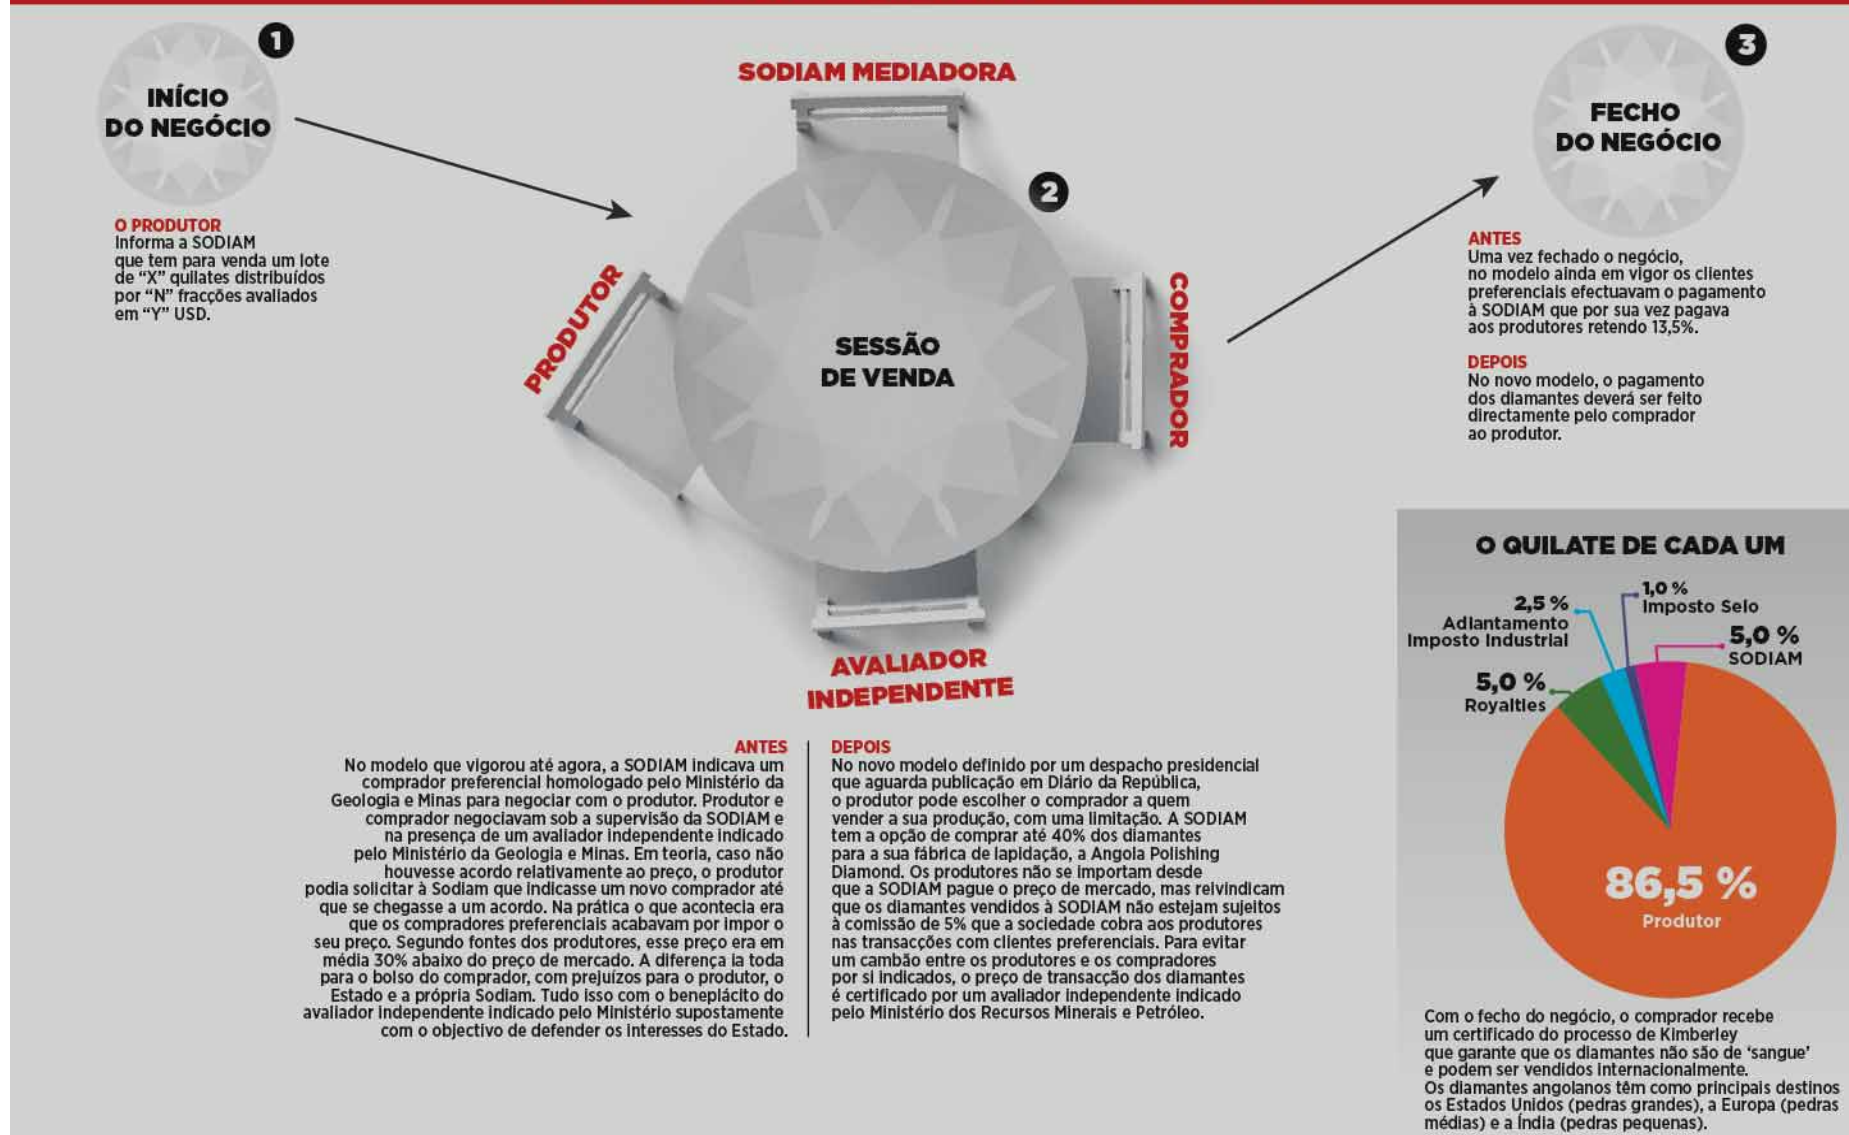 1
INÍCIO
DO NEGÓCIO
O PRODUTOR
Informa a SODIAM
que tem para venda um lote
de “X” quilates distribuídos
por “N” fracções avaliados
em “Y” USD.
SODIAM MEDIADORA
2
PRODUTOR
SESSÃO
DE VENDA
COMPRADOR
AVALIADOR
INDEPENDENTE
ANTES
No modelo que vigorou até agora, a SODIAM indicava um
comprador preferencial homologado pelo Ministério da
Geologia e Minas para negociar com o produtor. Produtor e
comprador negociavam sob a supervisão da SODIAM e
na presença de um avaliador independente indicado
pelo Ministério da Geologia e Minas. Em teoria, caso não
houvesse acordo relativamente ao preço, o produtor
podia solicitar à Sodiam que indicasse um novo comprador até
que se chegasse a um acordo. Na prática o que acontecia era
que os compradores preferenciais acabavam por impor o
seu preço. Segundo fontes dos produtores, esse preço era em
média 30% abaixo do preço de mercado. A diferença ia toda
para o bolso do comprador, com prejuízos para o produtor, o
Estado e a própria Sodiam. Tudo isso com o beneplácito do
avaliador independente indicado pelo Ministério supostamente
com o objectivo de defender os interesses do Estado.
DEPOIS
No novo modelo definido por um despacho presidencial
que aguarda publicação em Diário da República,
o produtor pode escolher o comprador a quem
vender a sua produção, com uma limitação. A SODIAM
tem a opção de comprar até 40% dos diamantes
para a sua fábrica de lapidação, a Angola Polishing
Diamond. Os produtores não se importam desde
que a SODIAM pague o preço de mercado, mas reivindicam
que os diamantes vendidos à SODIAM não estejam sujeitos
à comissão de 5% que a sociedade cobra aos produtores
nas transacções com clientes preferenciais. Para evitar
um cambão entre os produtores e os compradores
por si indicados, o preço de transacção dos diamantes
é certificado por um avaliador independente indicado
pelo Ministério dos Recursos Minerais e Petróleo.
3
FECHO
DO NEGÓCIO
ANTES
Uma vez fechado o negócio,
no modelo ainda em vigor os clientes
preferenciais efectuavam o pagamento
à SODIAM que por sua vez pagava
aos produtores retendo 13,5%.
DEPOIS
No novo modelo, o pagamento
dos diamantes deverá ser feito
directamente pelo comprador
ao produtor.
O QUILATE DE CADA UM
1,0 %
Imposto Selo
2,5 %
Adiantamento
Imposto Industrial
5,0 %
SODIAM
5,0 %
Royalties
86,5 %
Produtor
Com o fecho do negócio, o comprador recebe
um certificado do processo de Kimberley
que garante que os diamantes não são de ‘sangue’
e podem ser vendidos internacionalmente.
Os diamantes angolanos têm como principais destinos
os Estados Unidos (pedras grandes), a Europa (pedras
médias) e a Índia (pedras pequenas).